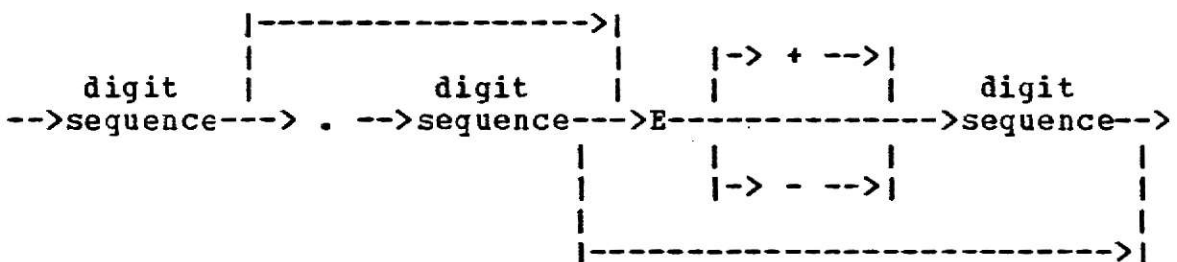 |----------------->|
| | |-> + -->|
digit | digit | | | digit
-->sequence---> . -->sequence--->E--------------->sequence-->
| | | |
| |-> - -->| |
| |
|------------------------------>|